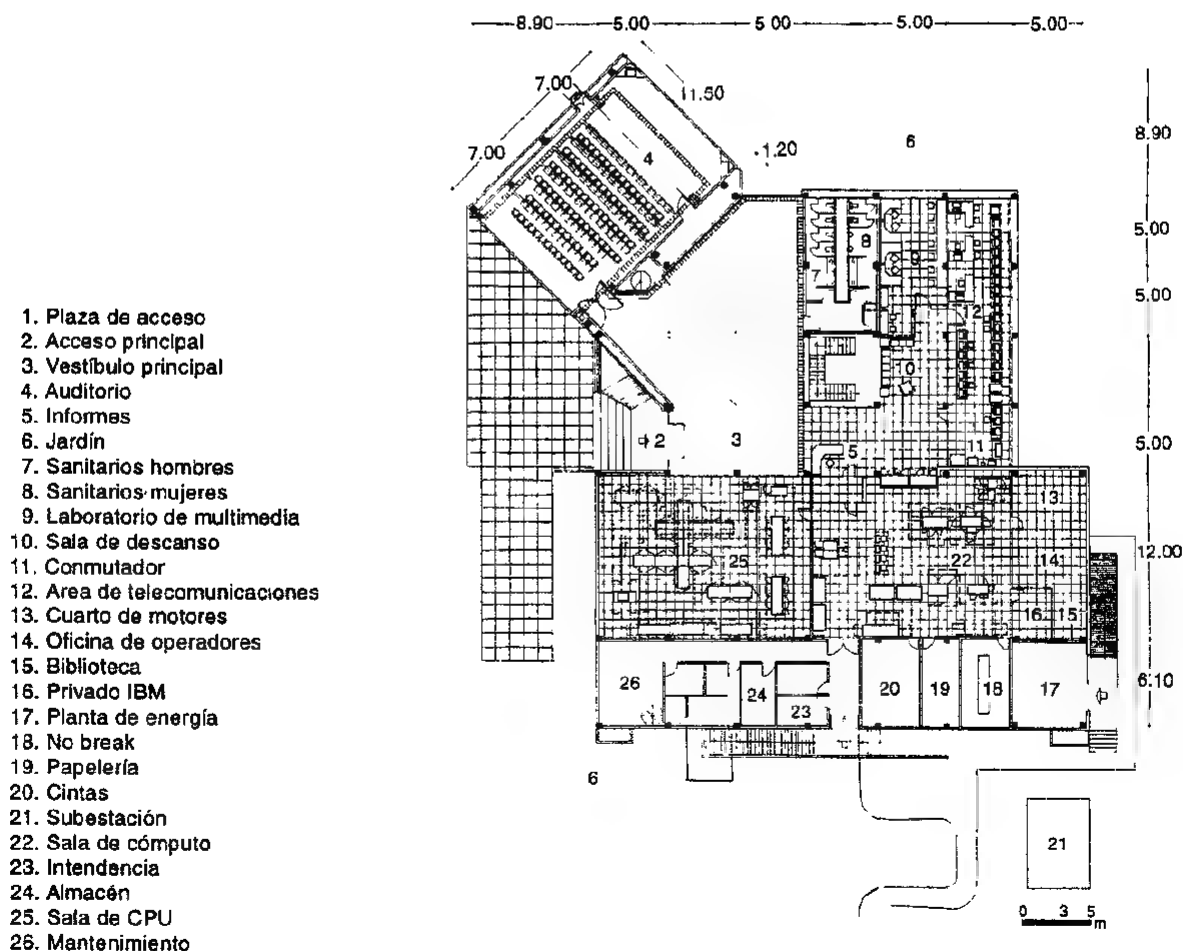 8.90 5.00 5 00 5.00 5.00
7.00
11.50
7.00
1.20
6
8.90
4
5.00
8
9
7
5.00
12
10
2
3
5
11
5.00
13
25
22
14
12.00
16
15
26
24
23
20
19
18
17
6.10
6
21
0 3 5
m
1. Plaza de acceso
2. Acceso principal
3. Vestíbulo principal
4. Auditorio
5. Informes
6. Jardín
7. Sanitarios hombres
8. Sanitarios mujeres
9. Laboratorio de multimedia
10. Sala de descanso
11. Conmutador
12. Area de telecomunicaciones
13. Cuarto de motores
14. Oficina de operadores
15. Biblioteca
16. Privado IBM
17. Planta de energía
18. No break
19. Papelería
20. Cintas
21. Subestación
22. Sala de cómputo
23. Intendencia
24. Almacén
25. Sala de CPU
26. Mantenimiento